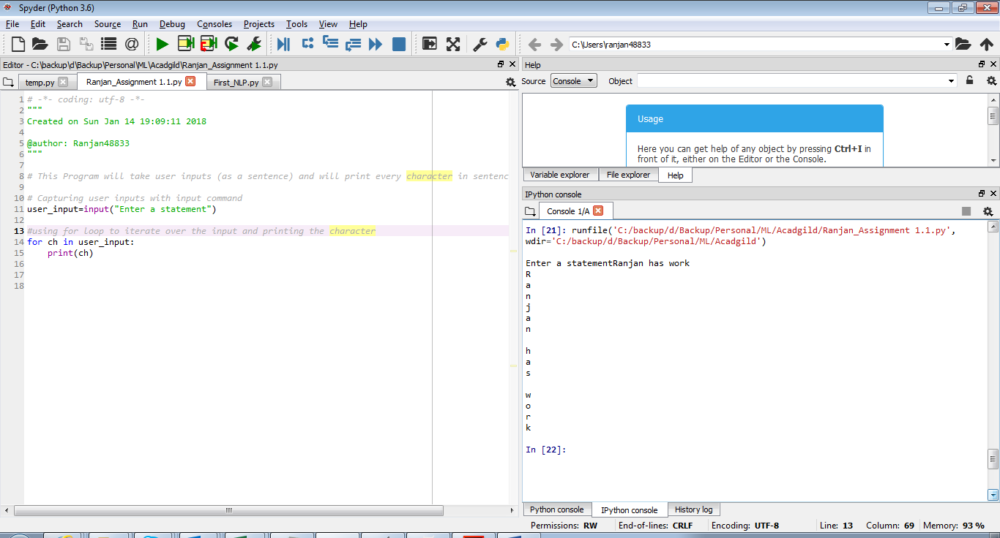 Spyder (Python 3.6)
File Edit Search Source Run Debug Consoles Projects Tools View Help
C:\Users\ranjan48833
Editor - C:\backup\d\Backup\Personal\ML\Acadgild\Ranjan_Assignment 1.1.py
temp.py Ranjan_Assignment 1.1.py First_NLP.py
1 # -*- coding: utf-8 -*-
2 """
3 Created on Sun Jan 14 19:09:11 2018
4
5 @author: Ranjan48833
6 """
7
8 # This Program will take user inputs (as a sentence) and will print every character in sentenc
9
10 # Capturing user inputs with input command
11 user_input=input("Enter a statement")
12
13 #using for loop to iterate over the input and printing the character
14 for ch in user_input:
15     print(ch)
16
17
18
Help
Source Console Object
Usage
Here you can get help of any object by pressing Ctrl+I in
front of it, either on the Editor or the Console.
Variable explorer File explorer Help
IPython console
Console 1/A
In [21]: runfile('C:/backup/d/Backup/Personal/ML/Acadgild/Ranjan_Assignment 1.1.py',
wdir='C:/backup/d/Backup/Personal/ML/Acadgild')
Enter a statementRanjan has work
R
a
n
j
a
n
h
a
s
w
o
r
k
In [22]:
Python console IPython console History log
Permissions: RW End-of-lines: CRLF Encoding: UTF-8 Line: 13 Column: 69 Memory: 93 %